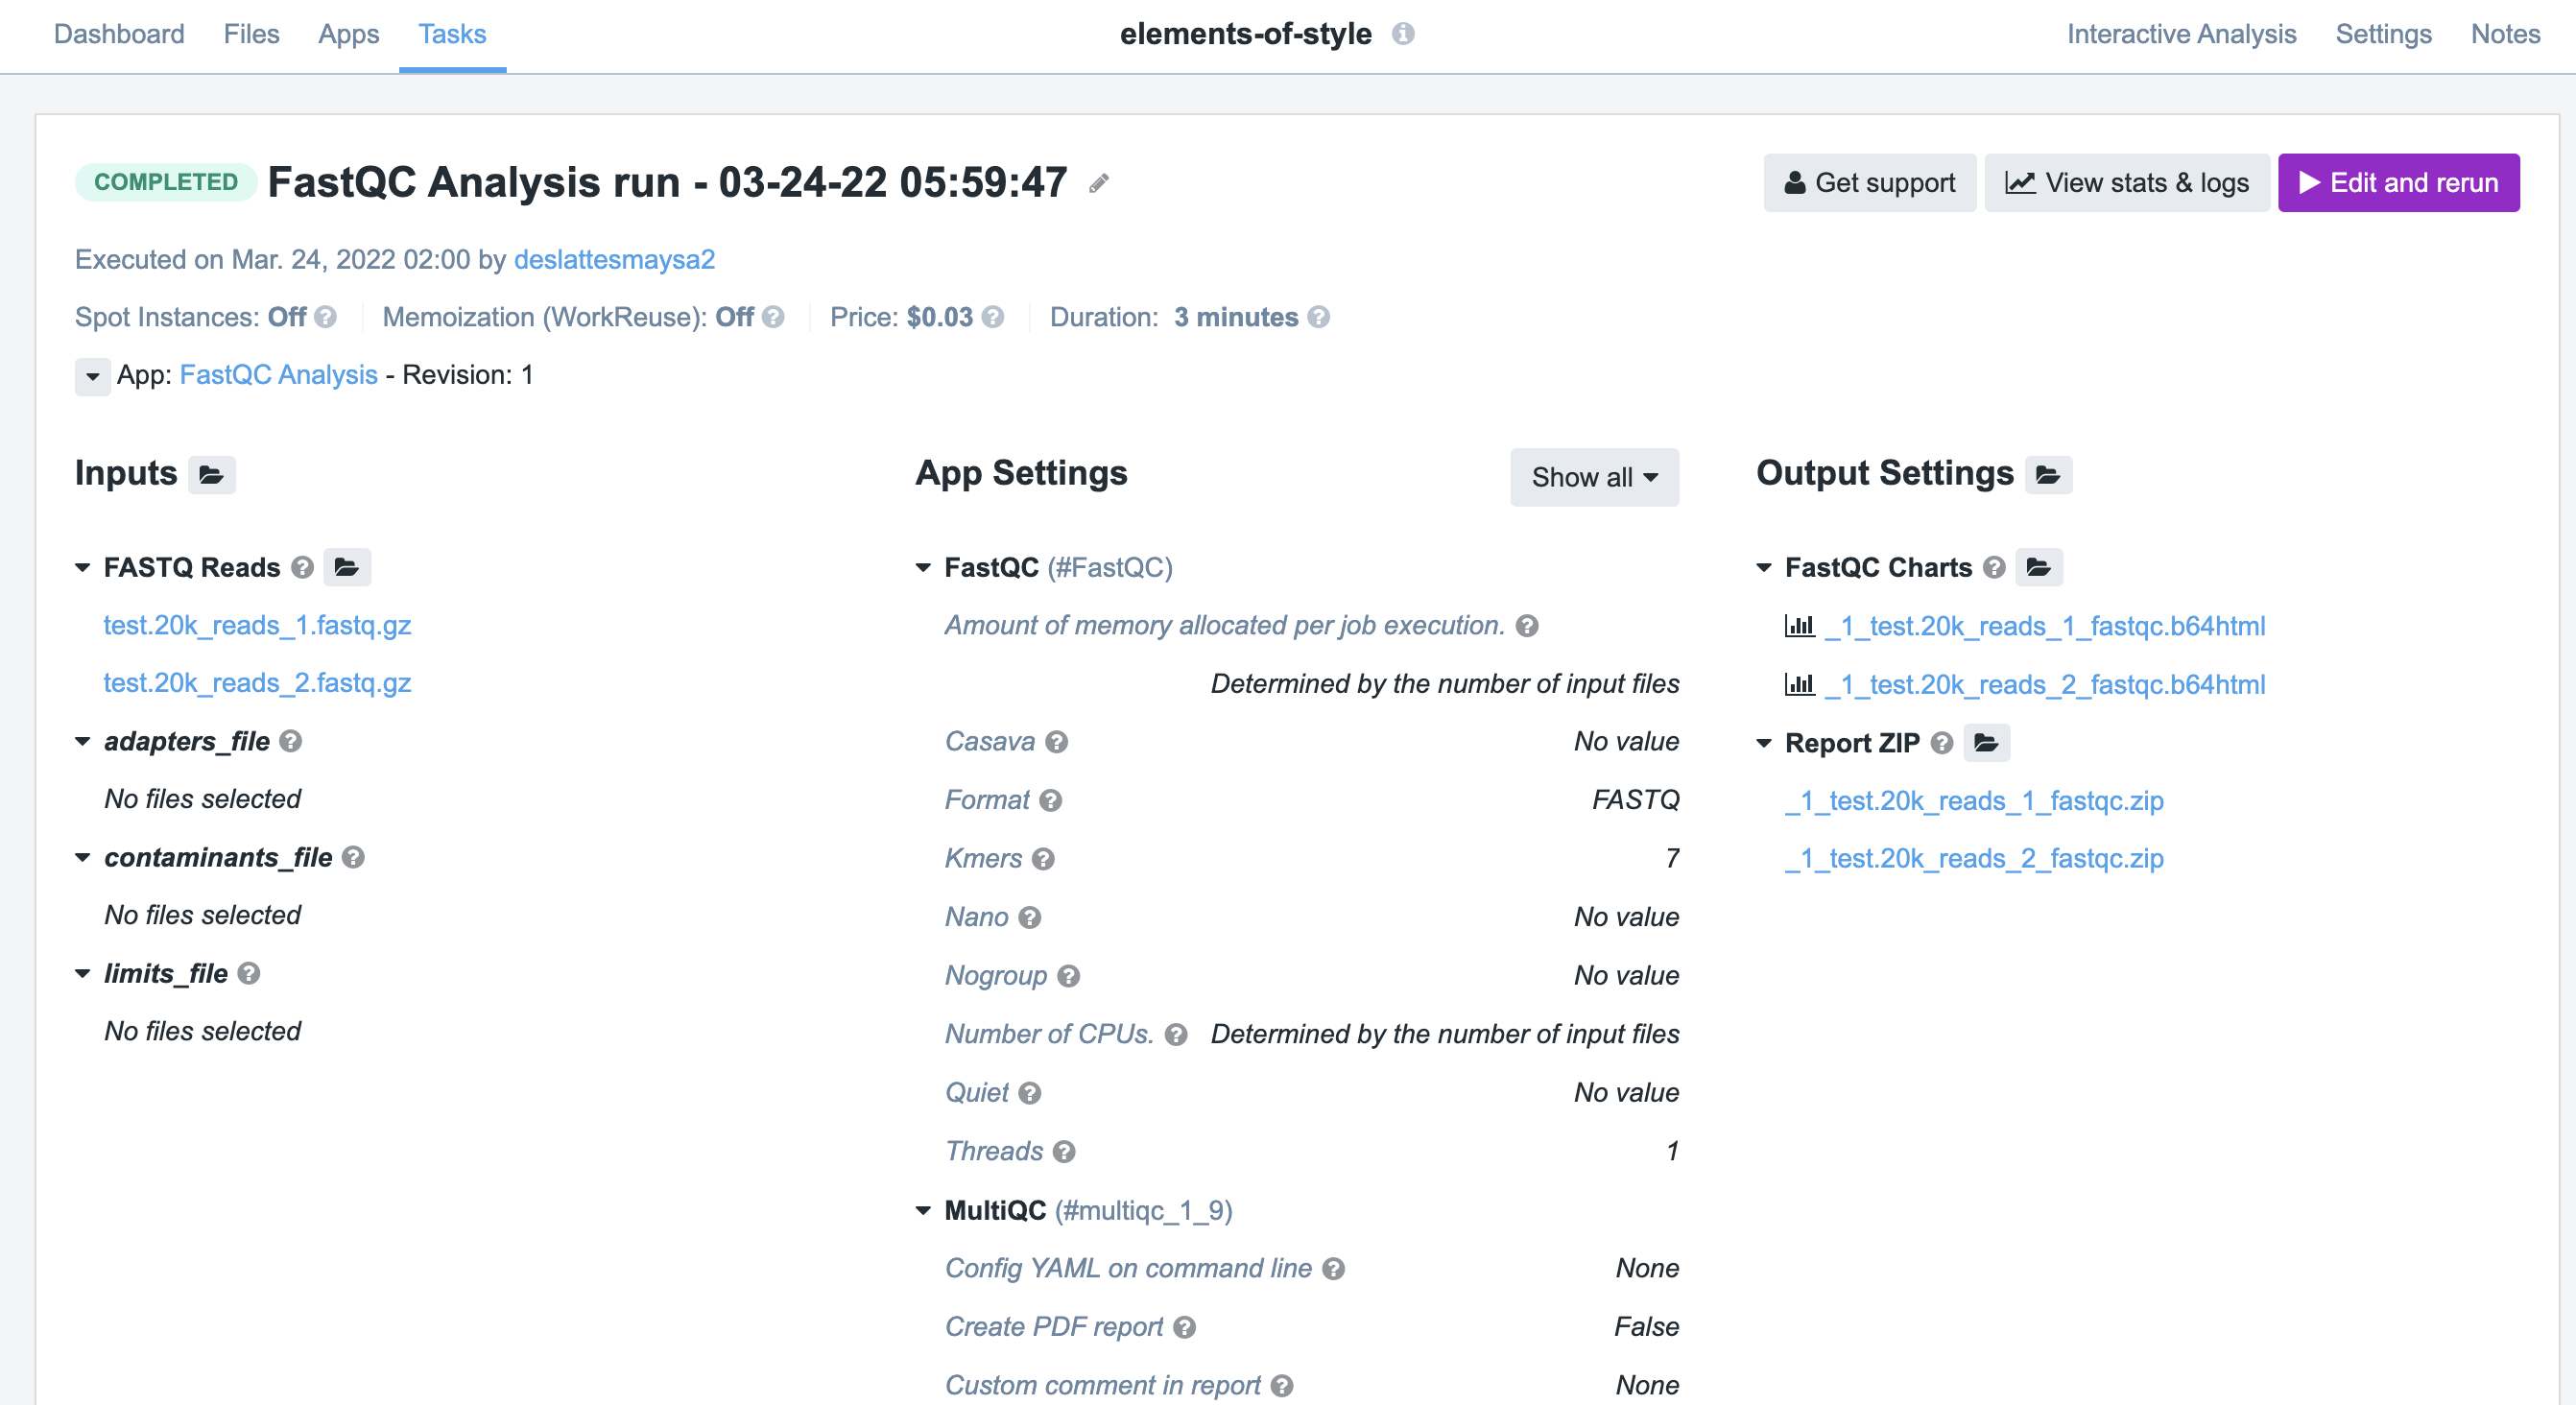 Dashboard Files Apps Tasks elements-of-style Interactive Analysis Settings Notes
COMPLETED FastQC Analysis run - 03-24-22 05:59:47
Get support View stats & logs Edit and rerun
Executed on Mar. 24, 2022 02:00 by deslattesmaysa2
Spot Instances: Off Memoization (WorkReuse): Off Price: $0.03 Duration: 3 minutes
App: FastQC Analysis - Revision: 1
Inputs
FASTQ Reads
test.20k_reads_1.fastq.gz
test.20k_reads_2.fastq.gz
adapters_file
No files selected
contaminants_file
No files selected
limits_file
No files selected
App Settings
Show all
FastQC (#FastQC)
Amount of memory allocated per job execution.
Determined by the number of input files
Casava No value
Format FASTQ
Kmers 7
Nano No value
Nogroup No value
Number of CPUs. Determined by the number of input files
Quiet No value
Threads 1
MultiQC (#multiqc_1_9)
Config YAML on command line None
Create PDF report False
Custom comment in report None
Output Settings
FastQC Charts
_1_test.20k_reads_1_fastqc.b64html
_1_test.20k_reads_2_fastqc.b64html
Report ZIP
_1_test.20k_reads_1_fastqc.zip
_1_test.20k_reads_2_fastqc.zip